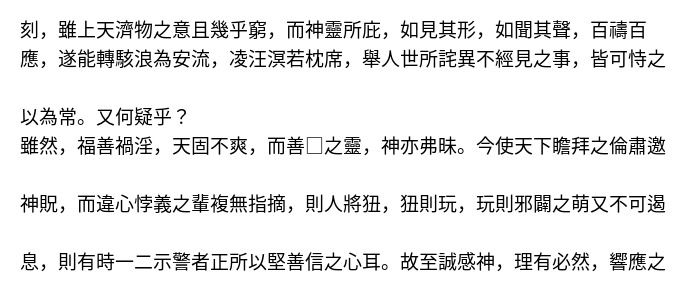 刻，雖上天濟物之意且幾乎窮，而神靈所庇，如見其形，如聞其聲，百禱百
應，遂能轉駭浪為安流，凌汪溟若枕席，舉人世所詫異不經見之事，皆可恃之
以為常。又何疑乎？
雖然，福善禍淫，天固不爽，而善□之靈，神亦弗昧。今使天下瞻拜之倫肅邀
神貺，而違心悖義之輩複無指摘，則人將狃，狃則玩，玩則邪闢之萌又不可遏
息，則有時一二示警者正所以堅善信之心耳。故至誠感神，理有必然，響應之